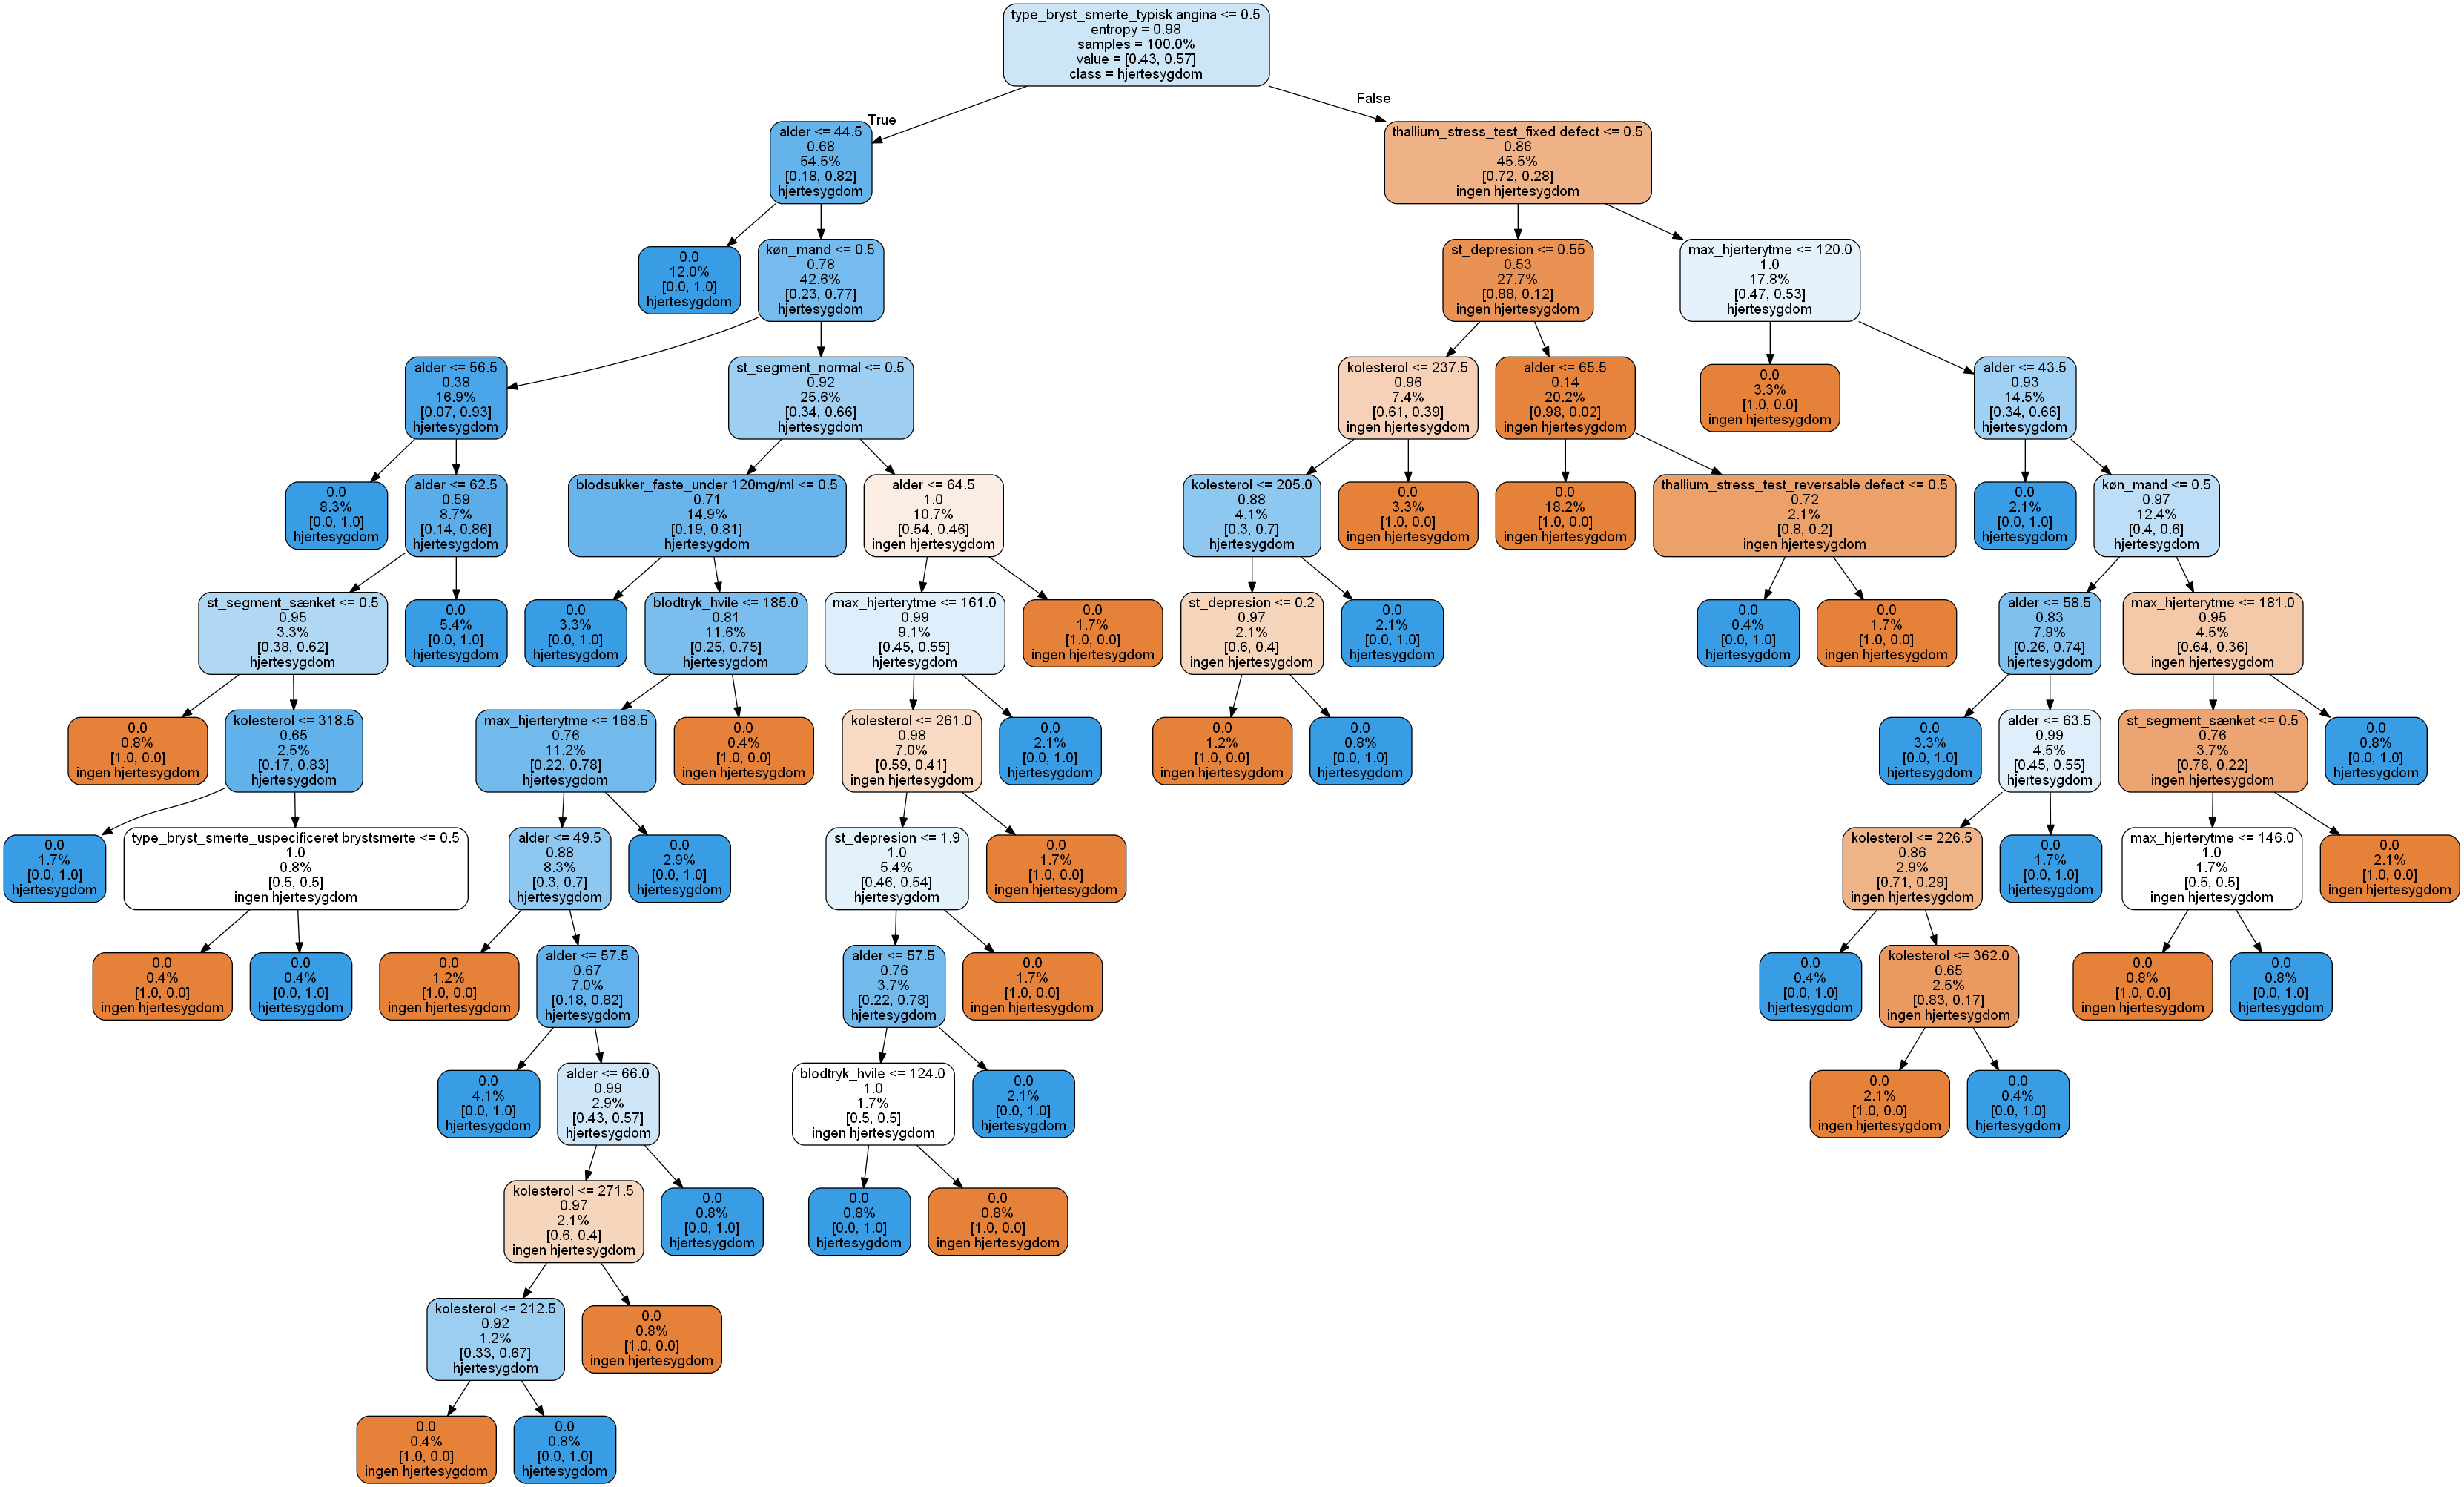 type_bryst_smerte_typisk angina <= 0.5
entropy = 0.98
samples = 100.0%
value = [0.43, 0.57]
class = hjertesygdom
True
False
alder <= 44.5
0.68
54.5%
[0.18, 0.82]
hjertesygdom
thallium_stress_test_fixed defect <= 0.5
0.86
45.5%
[0.72, 0.28]
ingen hjertesygdom
0.0
12.0%
[0.0, 1.0]
hjertesygdom
køn_mand <= 0.5
0.78
42.6%
[0.23, 0.77]
hjertesygdom
st_depresion <= 0.55
0.53
27.7%
[0.88, 0.12]
ingen hjertesygdom
max_hjerterytme <= 120.0
1.0
17.8%
[0.47, 0.53]
hjertesygdom
alder <= 56.5
0.38
16.9%
[0.07, 0.93]
hjertesygdom
st_segment_normal <= 0.5
0.92
25.6%
[0.34, 0.66]
hjertesygdom
kolesterol <= 237.5
0.96
7.4%
[0.61, 0.39]
ingen hjertesygdom
alder <= 65.5
0.14
20.2%
[0.98, 0.02]
ingen hjertesygdom
0.0
3.3%
[1.0, 0.0]
ingen hjertesygdom
alder <= 43.5
0.93
14.5%
[0.34, 0.66]
hjertesygdom
0.0
8.3%
[0.0, 1.0]
hjertesygdom
alder <= 62.5
0.59
8.7%
[0.14, 0.86]
hjertesygdom
blodsukker_faste_under 120mg/ml <= 0.5
0.71
14.9%
[0.19, 0.81]
hjertesygdom
alder <= 64.5
1.0
10.7%
[0.54, 0.46]
ingen hjertesygdom
kolesterol <= 205.0
0.88
4.1%
[0.3, 0.7]
hjertesygdom
0.0
3.3%
[1.0, 0.0]
ingen hjertesygdom
0.0
18.2%
[1.0, 0.0]
ingen hjertesygdom
thallium_stress_test_reversable defect <= 0.5
0.72
2.1%
[0.8, 0.2]
ingen hjertesygdom
0.0
2.1%
[0.0, 1.0]
hjertesygdom
køn_mand <= 0.5
0.97
12.4%
[0.4, 0.6]
hjertesygdom
st_segment_sænket <= 0.5
0.95
3.3%
[0.38, 0.62]
hjertesygdom
0.0
5.4%
[0.0, 1.0]
hjertesygdom
0.0
3.3%
[0.0, 1.0]
hjertesygdom
blodtryk_hvile <= 185.0
0.81
11.6%
[0.25, 0.75]
hjertesygdom
max_hjerterytme <= 161.0
0.99
9.1%
[0.45, 0.55]
hjertesygdom
0.0
1.7%
[1.0, 0.0]
ingen hjertesygdom
st_depresion <= 0.2
0.97
2.1%
[0.6, 0.4]
ingen hjertesygdom
0.0
2.1%
[0.0, 1.0]
hjertesygdom
0.0
0.4%
[0.0, 1.0]
hjertesygdom
0.0
1.7%
[1.0, 0.0]
ingen hjertesygdom
alder <= 58.5
0.83
7.9%
[0.26, 0.74]
hjertesygdom
max_hjerterytme <= 181.0
0.95
4.5%
[0.64, 0.36]
ingen hjertesygdom
0.0
0.8%
[1.0, 0.0]
ingen hjertesygdom
kolesterol <= 318.5
0.65
2.5%
[0.17, 0.83]
hjertesygdom
max_hjerterytme <= 168.5
0.76
11.2%
[0.22, 0.78]
hjertesygdom
0.0
0.4%
[1.0, 0.0]
ingen hjertesygdom
kolesterol <= 261.0
0.98
7.0%
[0.59, 0.41]
ingen hjertesygdom
0.0
2.1%
[0.0, 1.0]
hjertesygdom
0.0
1.2%
[1.0, 0.0]
ingen hjertesygdom
0.0
0.8%
[0.0, 1.0]
hjertesygdom
0.0
3.3%
[0.0, 1.0]
hjertesygdom
alder <= 63.5
0.99
4.5%
[0.45, 0.55]
hjertesygdom
st_segment_sænket <= 0.5
0.76
3.7%
[0.78, 0.22]
ingen hjertesygdom
0.0
0.8%
[0.0, 1.0]
hjertesygdom
0.0
1.7%
[0.0, 1.0]
hjertesygdom
type_bryst_smerte_uspecificeret brystsmerte <= 0.5
1.0
0.8%
[0.5, 0.5]
ingen hjertesygdom
alder <= 49.5
0.88
8.3%
[0.3, 0.7]
hjertesygdom
0.0
2.9%
[0.0, 1.0]
hjertesygdom
st_depresion <= 1.9
1.0
5.4%
[0.46, 0.54]
hjertesygdom
0.0
1.7%
[1.0, 0.0]
ingen hjertesygdom
kolesterol <= 226.5
0.86
2.9%
[0.71, 0.29]
ingen hjertesygdom
0.0
1.7%
[0.0, 1.0]
hjertesygdom
max_hjerterytme <= 146.0
1.0
1.7%
[0.5, 0.5]
ingen hjertesygdom
0.0
2.1%
[1.0, 0.0]
ingen hjertesygdom
0.0
0.4%
[1.0, 0.0]
ingen hjertesygdom
0.0
0.4%
[0.0, 1.0]
hjertesygdom
0.0
1.2%
[1.0, 0.0]
ingen hjertesygdom
alder <= 57.5
0.67
7.0%
[0.18, 0.82]
hjertesygdom
alder <= 57.5
0.76
3.7%
[0.22, 0.78]
hjertesygdom
0.0
1.7%
[1.0, 0.0]
ingen hjertesygdom
0.0
0.4%
[0.0, 1.0]
hjertesygdom
kolesterol <= 362.0
0.65
2.5%
[0.83, 0.17]
ingen hjertesygdom
0.0
0.8%
[1.0, 0.0]
ingen hjertesygdom
0.0
0.8%
[0.0, 1.0]
hjertesygdom
0.0
4.1%
[0.0, 1.0]
hjertesygdom
alder <= 66.0
0.99
2.9%
[0.43, 0.57]
hjertesygdom
blodtryk_hvile <= 124.0
1.0
1.7%
[0.5, 0.5]
ingen hjertesygdom
0.0
2.1%
[0.0, 1.0]
hjertesygdom
0.0
2.1%
[1.0, 0.0]
ingen hjertesygdom
0.0
0.4%
[0.0, 1.0]
hjertesygdom
kolesterol <= 271.5
0.97
2.1%
[0.6, 0.4]
ingen hjertesygdom
0.0
0.8%
[0.0, 1.0]
hjertesygdom
0.0
0.8%
[0.0, 1.0]
hjertesygdom
0.0
0.8%
[1.0, 0.0]
ingen hjertesygdom
kolesterol <= 212.5
0.92
1.2%
[0.33, 0.67]
hjertesygdom
0.0
0.8%
[1.0, 0.0]
ingen hjertesygdom
0.0
0.4%
[1.0, 0.0]
ingen hjertesygdom
0.0
0.8%
[0.0, 1.0]
hjertesygdom